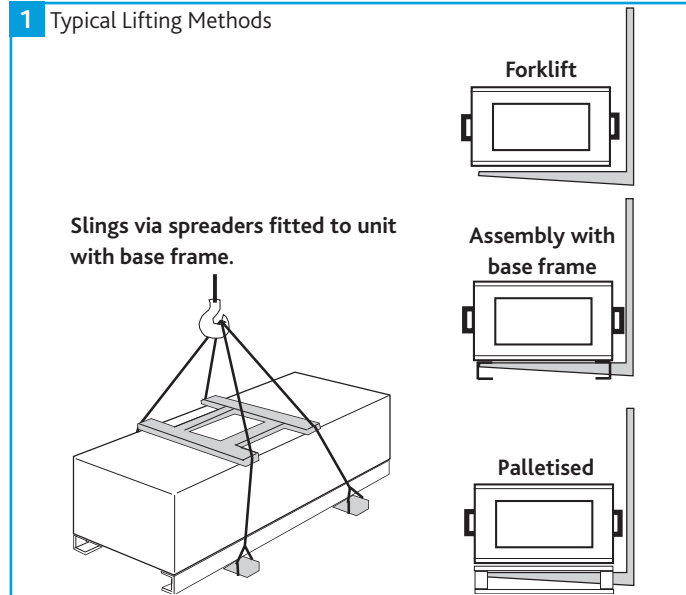 1 Typical Lifting Methods
Forklift
Slings via spreaders fitted to unit
with base frame.
Assembly with
base frame
Palletised